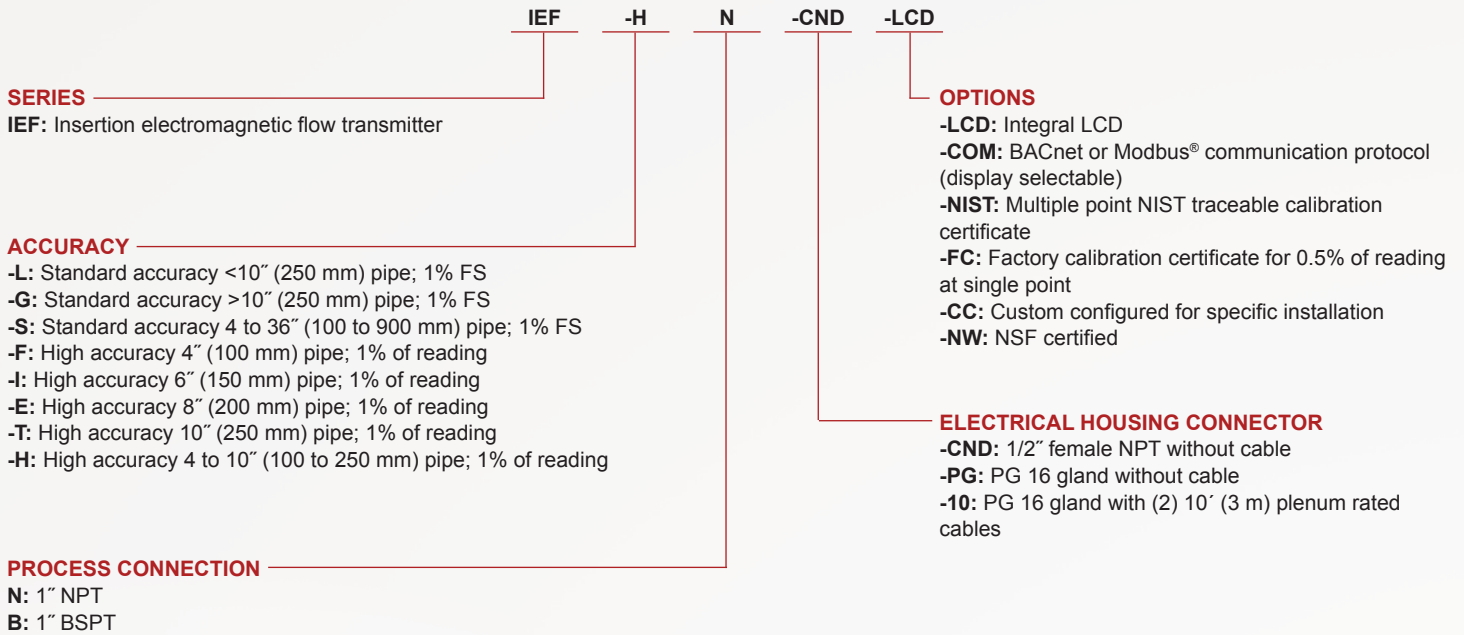 IEF -H N -CND -LCD
SERIES
IEF: Insertion electromagnetic flow transmitter
ACCURACY
-L: Standard accuracy <10˝ (250 mm) pipe; 1% FS
-G: Standard accuracy >10˝ (250 mm) pipe; 1% FS
-S: Standard accuracy 4 to 36˝ (100 to 900 mm) pipe; 1% FS
-F: High accuracy 4˝ (100 mm) pipe; 1% of reading
-I: High accuracy 6˝ (150 mm) pipe; 1% of reading
-E: High accuracy 8˝ (200 mm) pipe; 1% of reading
-T: High accuracy 10˝ (250 mm) pipe; 1% of reading
-H: High accuracy 4 to 10˝ (100 to 250 mm) pipe; 1% of reading
PROCESS CONNECTION
N: 1˝ NPT
B: 1˝ BSPT
OPTIONS
-LCD: Integral LCD
-COM: BACnet or Modbus® communication protocol
(display selectable)
-NIST: Multiple point NIST traceable calibration
certificate
-FC: Factory calibration certificate for 0.5% of reading
at single point
-CC: Custom configured for specific installation
-NW: NSF certified
ELECTRICAL HOUSING CONNECTOR
-CND: 1/2˝ female NPT without cable
-PG: PG 16 gland without cable
-10: PG 16 gland with (2) 10´ (3 m) plenum rated
cables